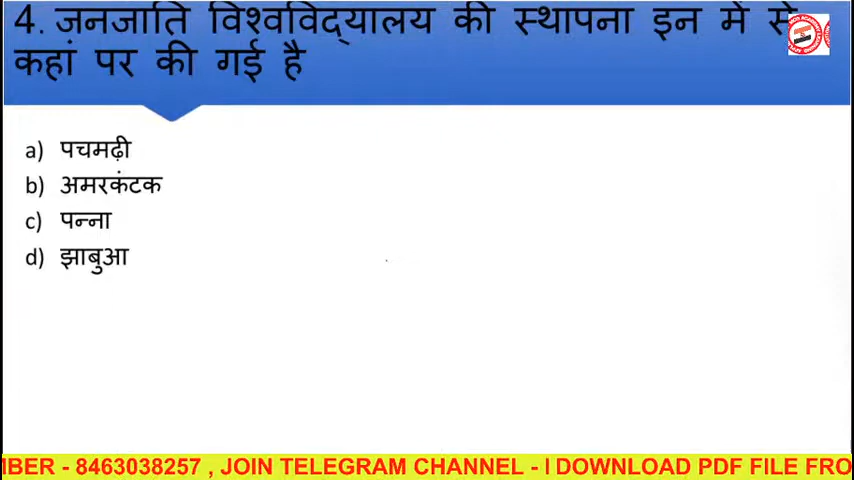 4. जनजाति विश्वविद्यालय की स्थापना इन में से
कहां पर की गई है
a) पचमढ़ी
b) अमरकंटक
c) पन्ना
d) झाबुआ
MBER - 8463038257 , JOIN TELEGRAM CHANNEL - I DOWNLOAD PDF FILE FRO